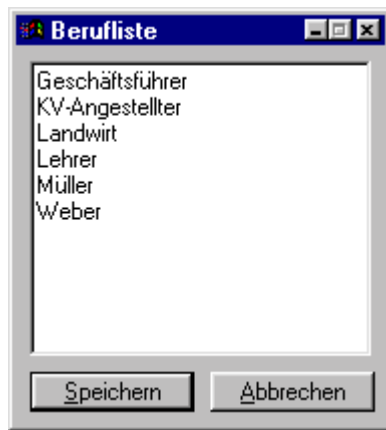 Berufliste
Geschäftsführer
KV-Angestellter
Landwirt
Lehrer
Müller
Weber
Speichern Abbrechen